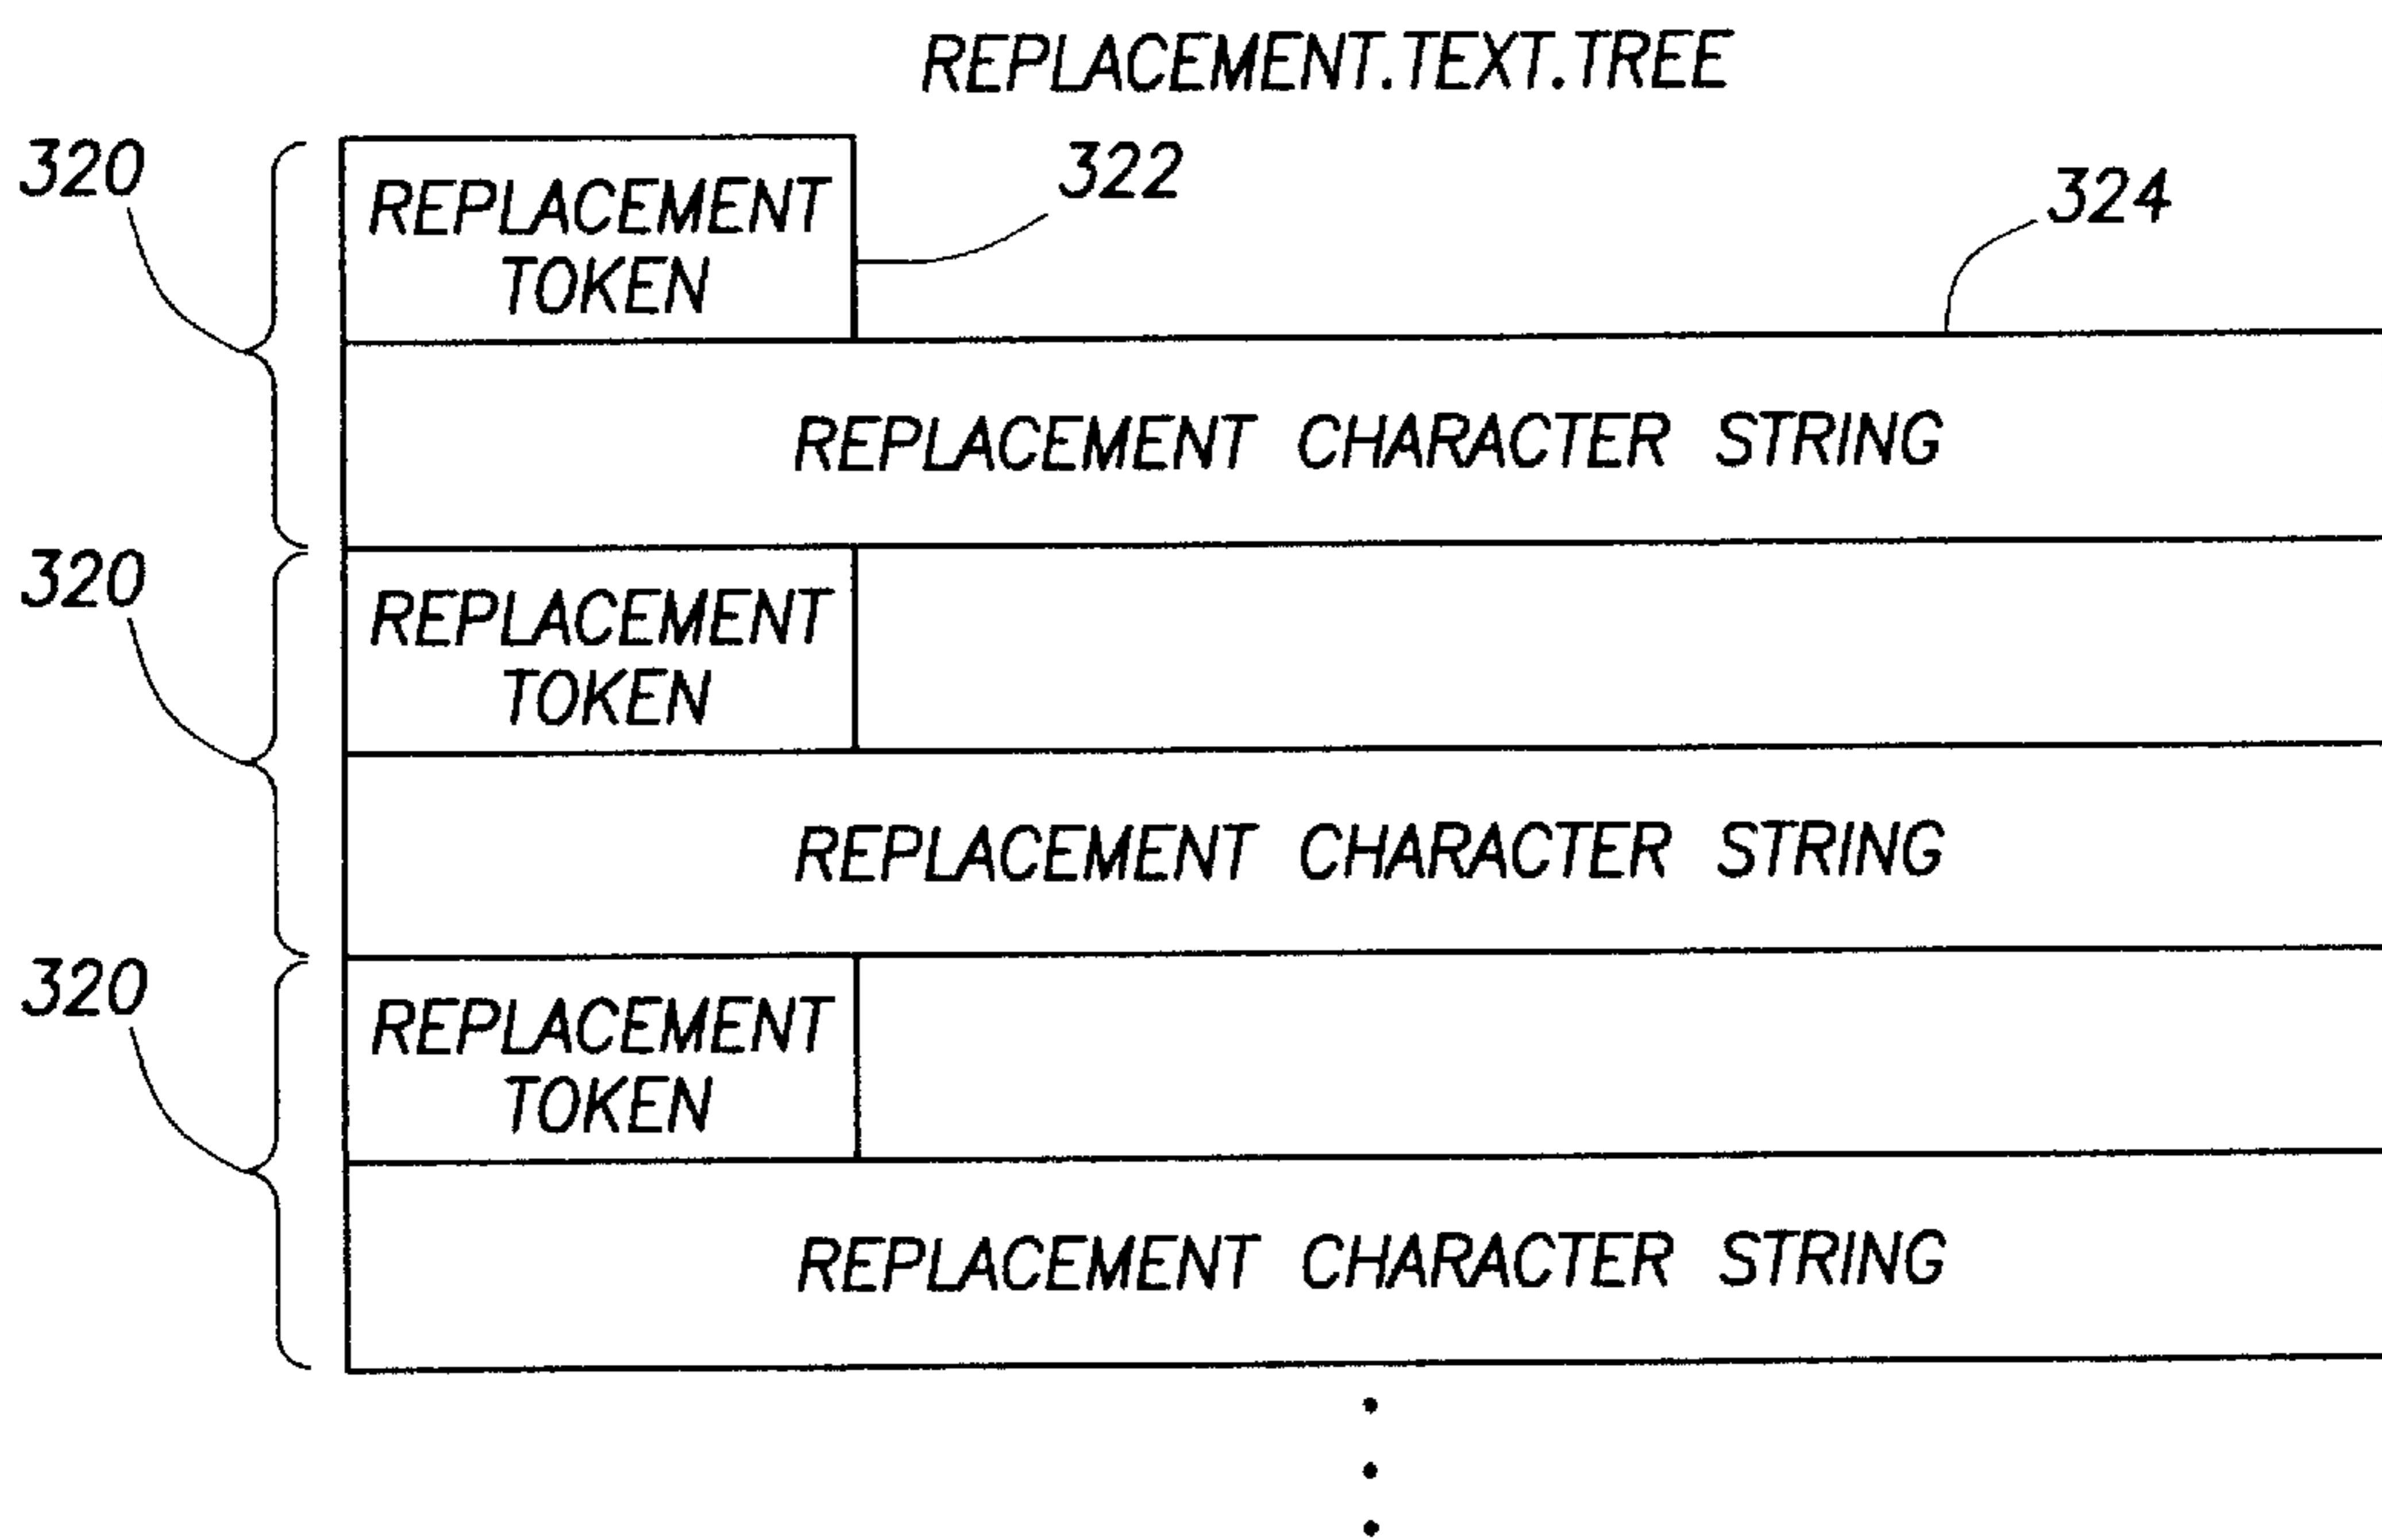 REPLACEMENT.TEXT.TREE
320
REPLACEMENT
TOKEN
322
324
REPLACEMENT CHARACTER STRING
320
REPLACEMENT
TOKEN
REPLACEMENT CHARACTER STRING
320
REPLACEMENT
TOKEN
REPLACEMENT CHARACTER STRING